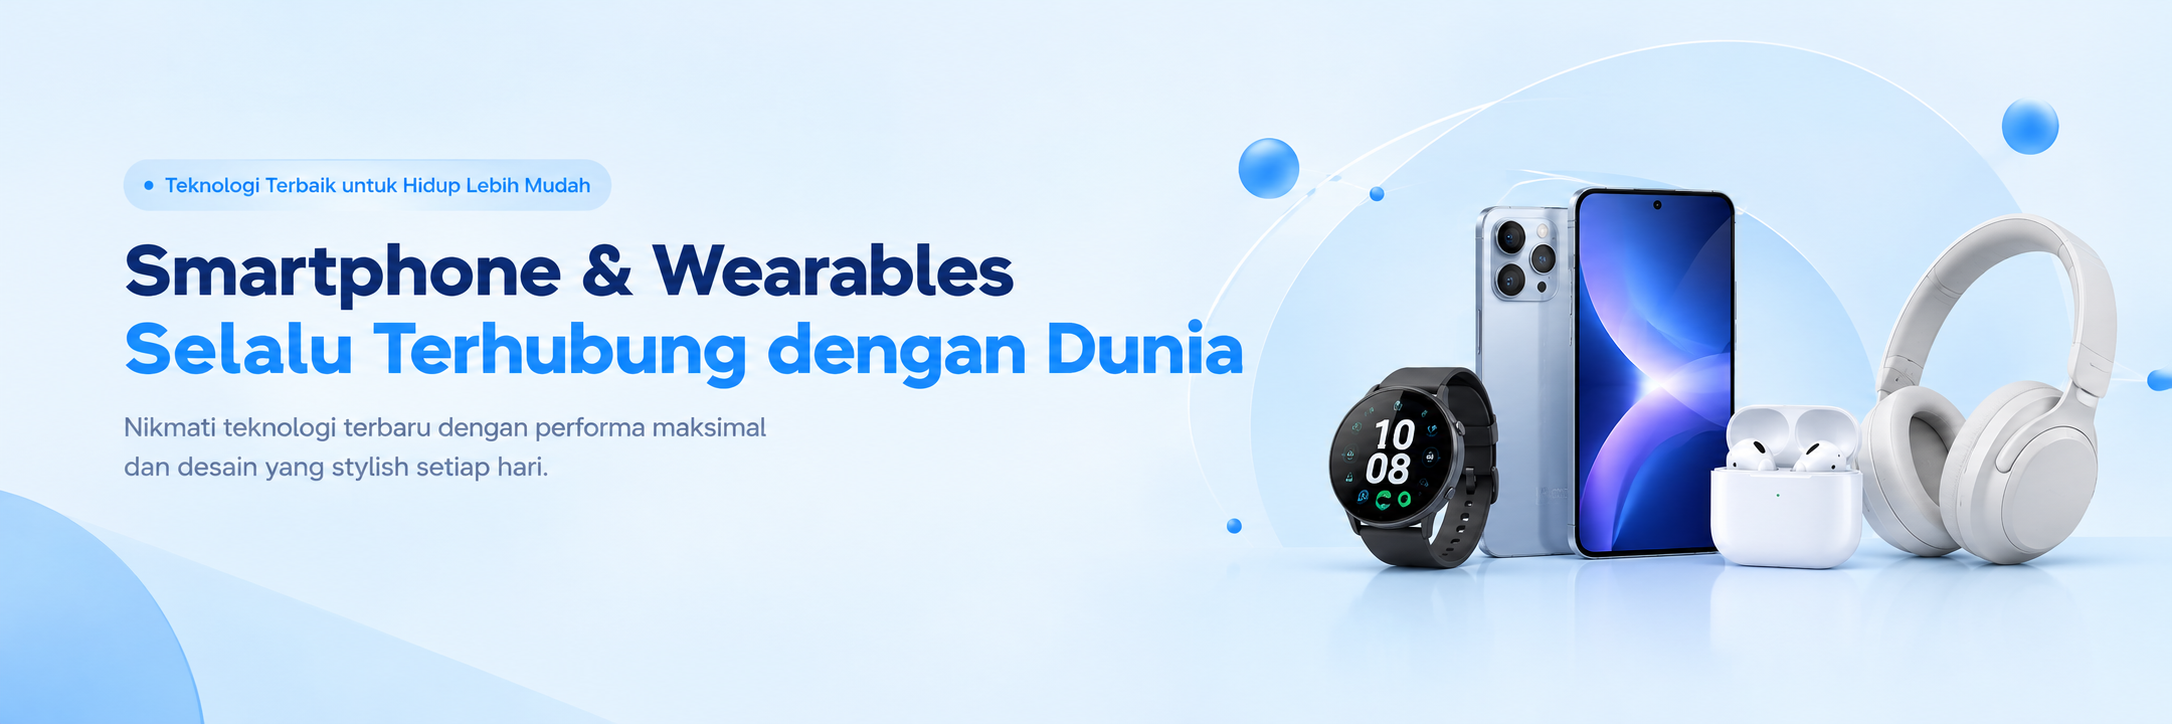 Teknologi Terbaik untuk Hidup Lebih Mudah
Smartphone & Wearables
Selalu Terhubung dengan Dunia
Nikmati teknologi terbaru dengan performa maksimal
dan desain yang stylish setiap hari.
10
08